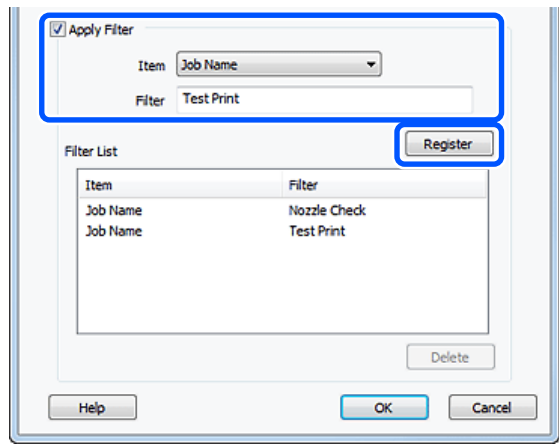 Apply Filter
Item Job Name
Filter Test Print
Register
Filter List
Item Filter
Job Name Nozzle Check
Job Name Test Print
Delete
Help OK Cancel